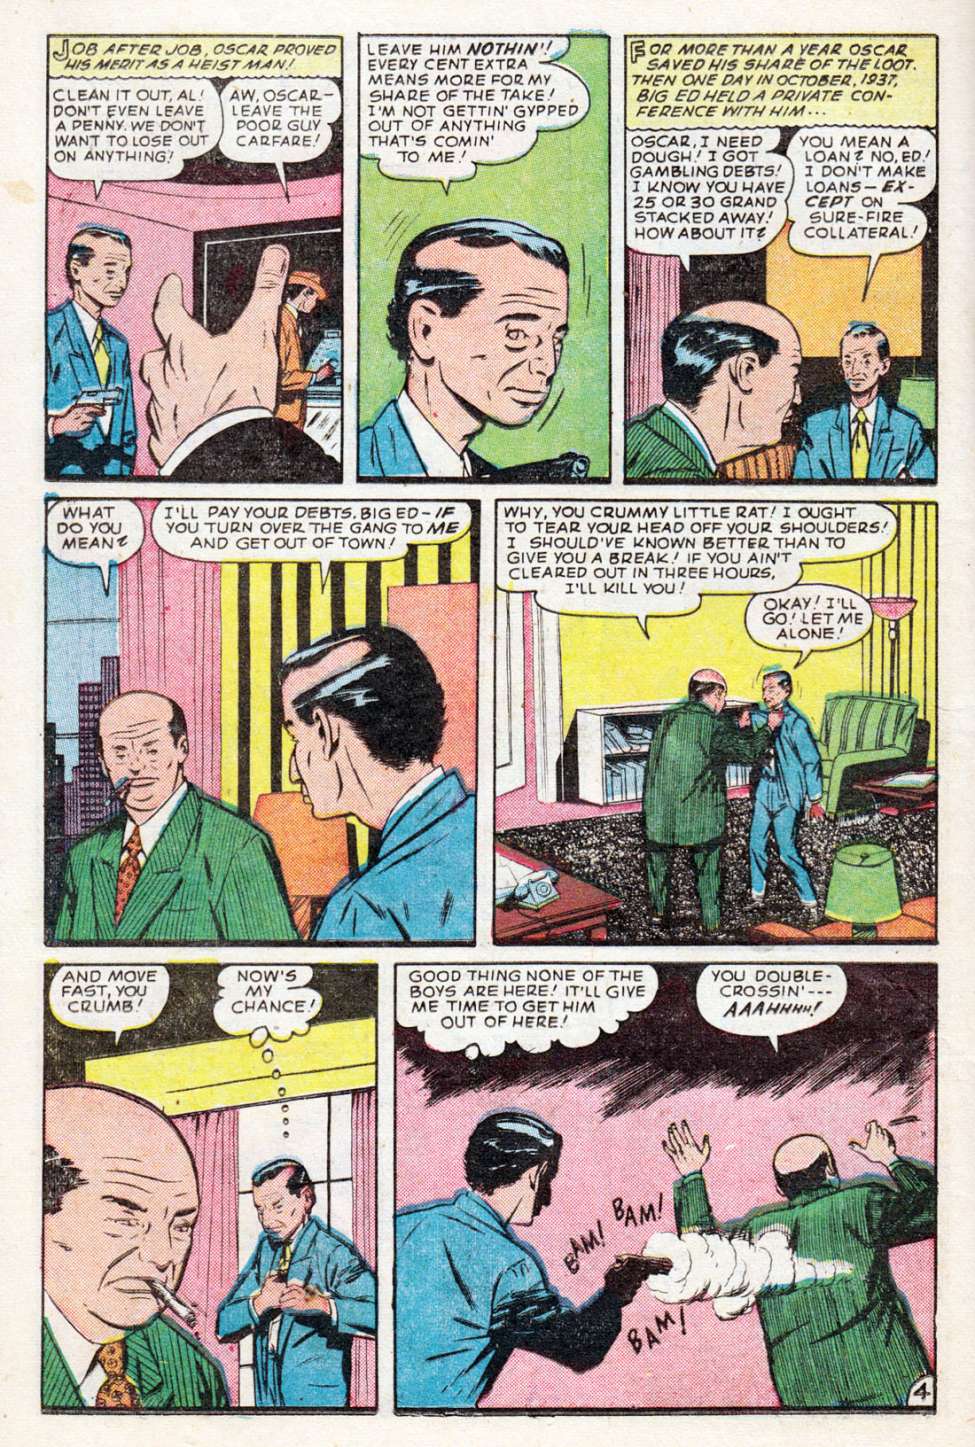 JOB AFTER JOB, OSCAR PROVED
HIS MERIT AS A HEIST MAN!
CLEAN IT OUT, AL!
DON'T EVEN LEAVE
A PENNY. WE DON'T
WANT TO LOSE OUT
ON ANYTHING!
AW, OSCAR—
LEAVE THE
POOR GUY
CARFARE!
LEAVE HIM NOTHIN'!
EVERY CENT EXTRA
MEANS MORE FOR MY
SHARE OF THE TAKE!
I'M NOT GETTIN' GYPPED
OUT OF ANYTHING
THAT'S COMIN'
TO ME!
FOR MORE THAN A YEAR OSCAR
SAVED HIS SHARE OF THE LOOT.
THEN ONE DAY IN OCTOBER, 1937,
BIG ED HELD A PRIVATE CON-
FERENCE WITH HIM...
OSCAR, I NEED
DOUGH! I GOT
GAMBLING DEBTS!
I KNOW YOU HAVE
25 OR 30 GRAND
STACKED AWAY!
HOW ABOUT IT?
YOU MEAN A
LOAN? NO, ED!
I DON'T MAKE
LOANS—EX-
CEPT ON
SURE-FIRE
COLLATERAL!
WHAT
DO YOU
MEAN?
I'LL PAY YOUR DEBTS, BIG ED—IF
YOU TURN OVER THE GANG TO ME
AND GET OUT OF TOWN!
WHY, YOU CRUMMY LITTLE RAT! I OUGHT
TO TEAR YOUR HEAD OFF YOUR SHOULDERS!
I SHOULD'VE KNOWN BETTER THAN TO
GIVE YOU A BREAK! IF YOU AIN'T
CLEARED OUT IN THREE HOURS,
I'LL KILL YOU!
OKAY! I'LL
GO! LET ME
ALONE!
AND MOVE
FAST, YOU
CRUMB!
NOW'S
MY
CHANCE!
GOOD THING NONE OF THE
BOYS ARE HERE! IT'LL GIVE
ME TIME TO GET HIM
OUT OF HERE!
YOU DOUBLE-
CROSSIN'---
AAAHHHH!
BAM!
BAM!
BAM!
4